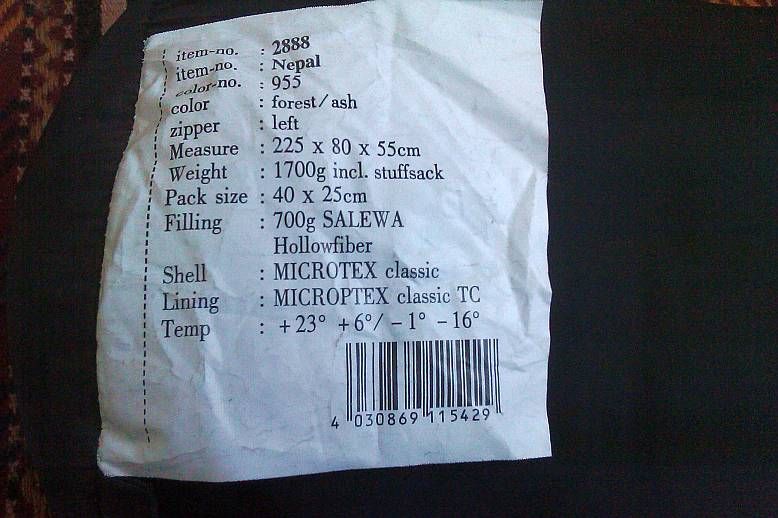 item-no. : 2888
item-no. : Nepal
color-no. : 955
color : forest/ash
zipper : left
Measure : 225 x 80 x 55cm
Weight : 1700g incl. stuffsack
Pack size : 40 x 25cm
Filling : 700g SALEWA
Hollowfiber
Shell : MICROTEX classic
Lining : MICROPTEX classic TC
Temp : +23° +6°/ -1° -16°
4 030869 115429